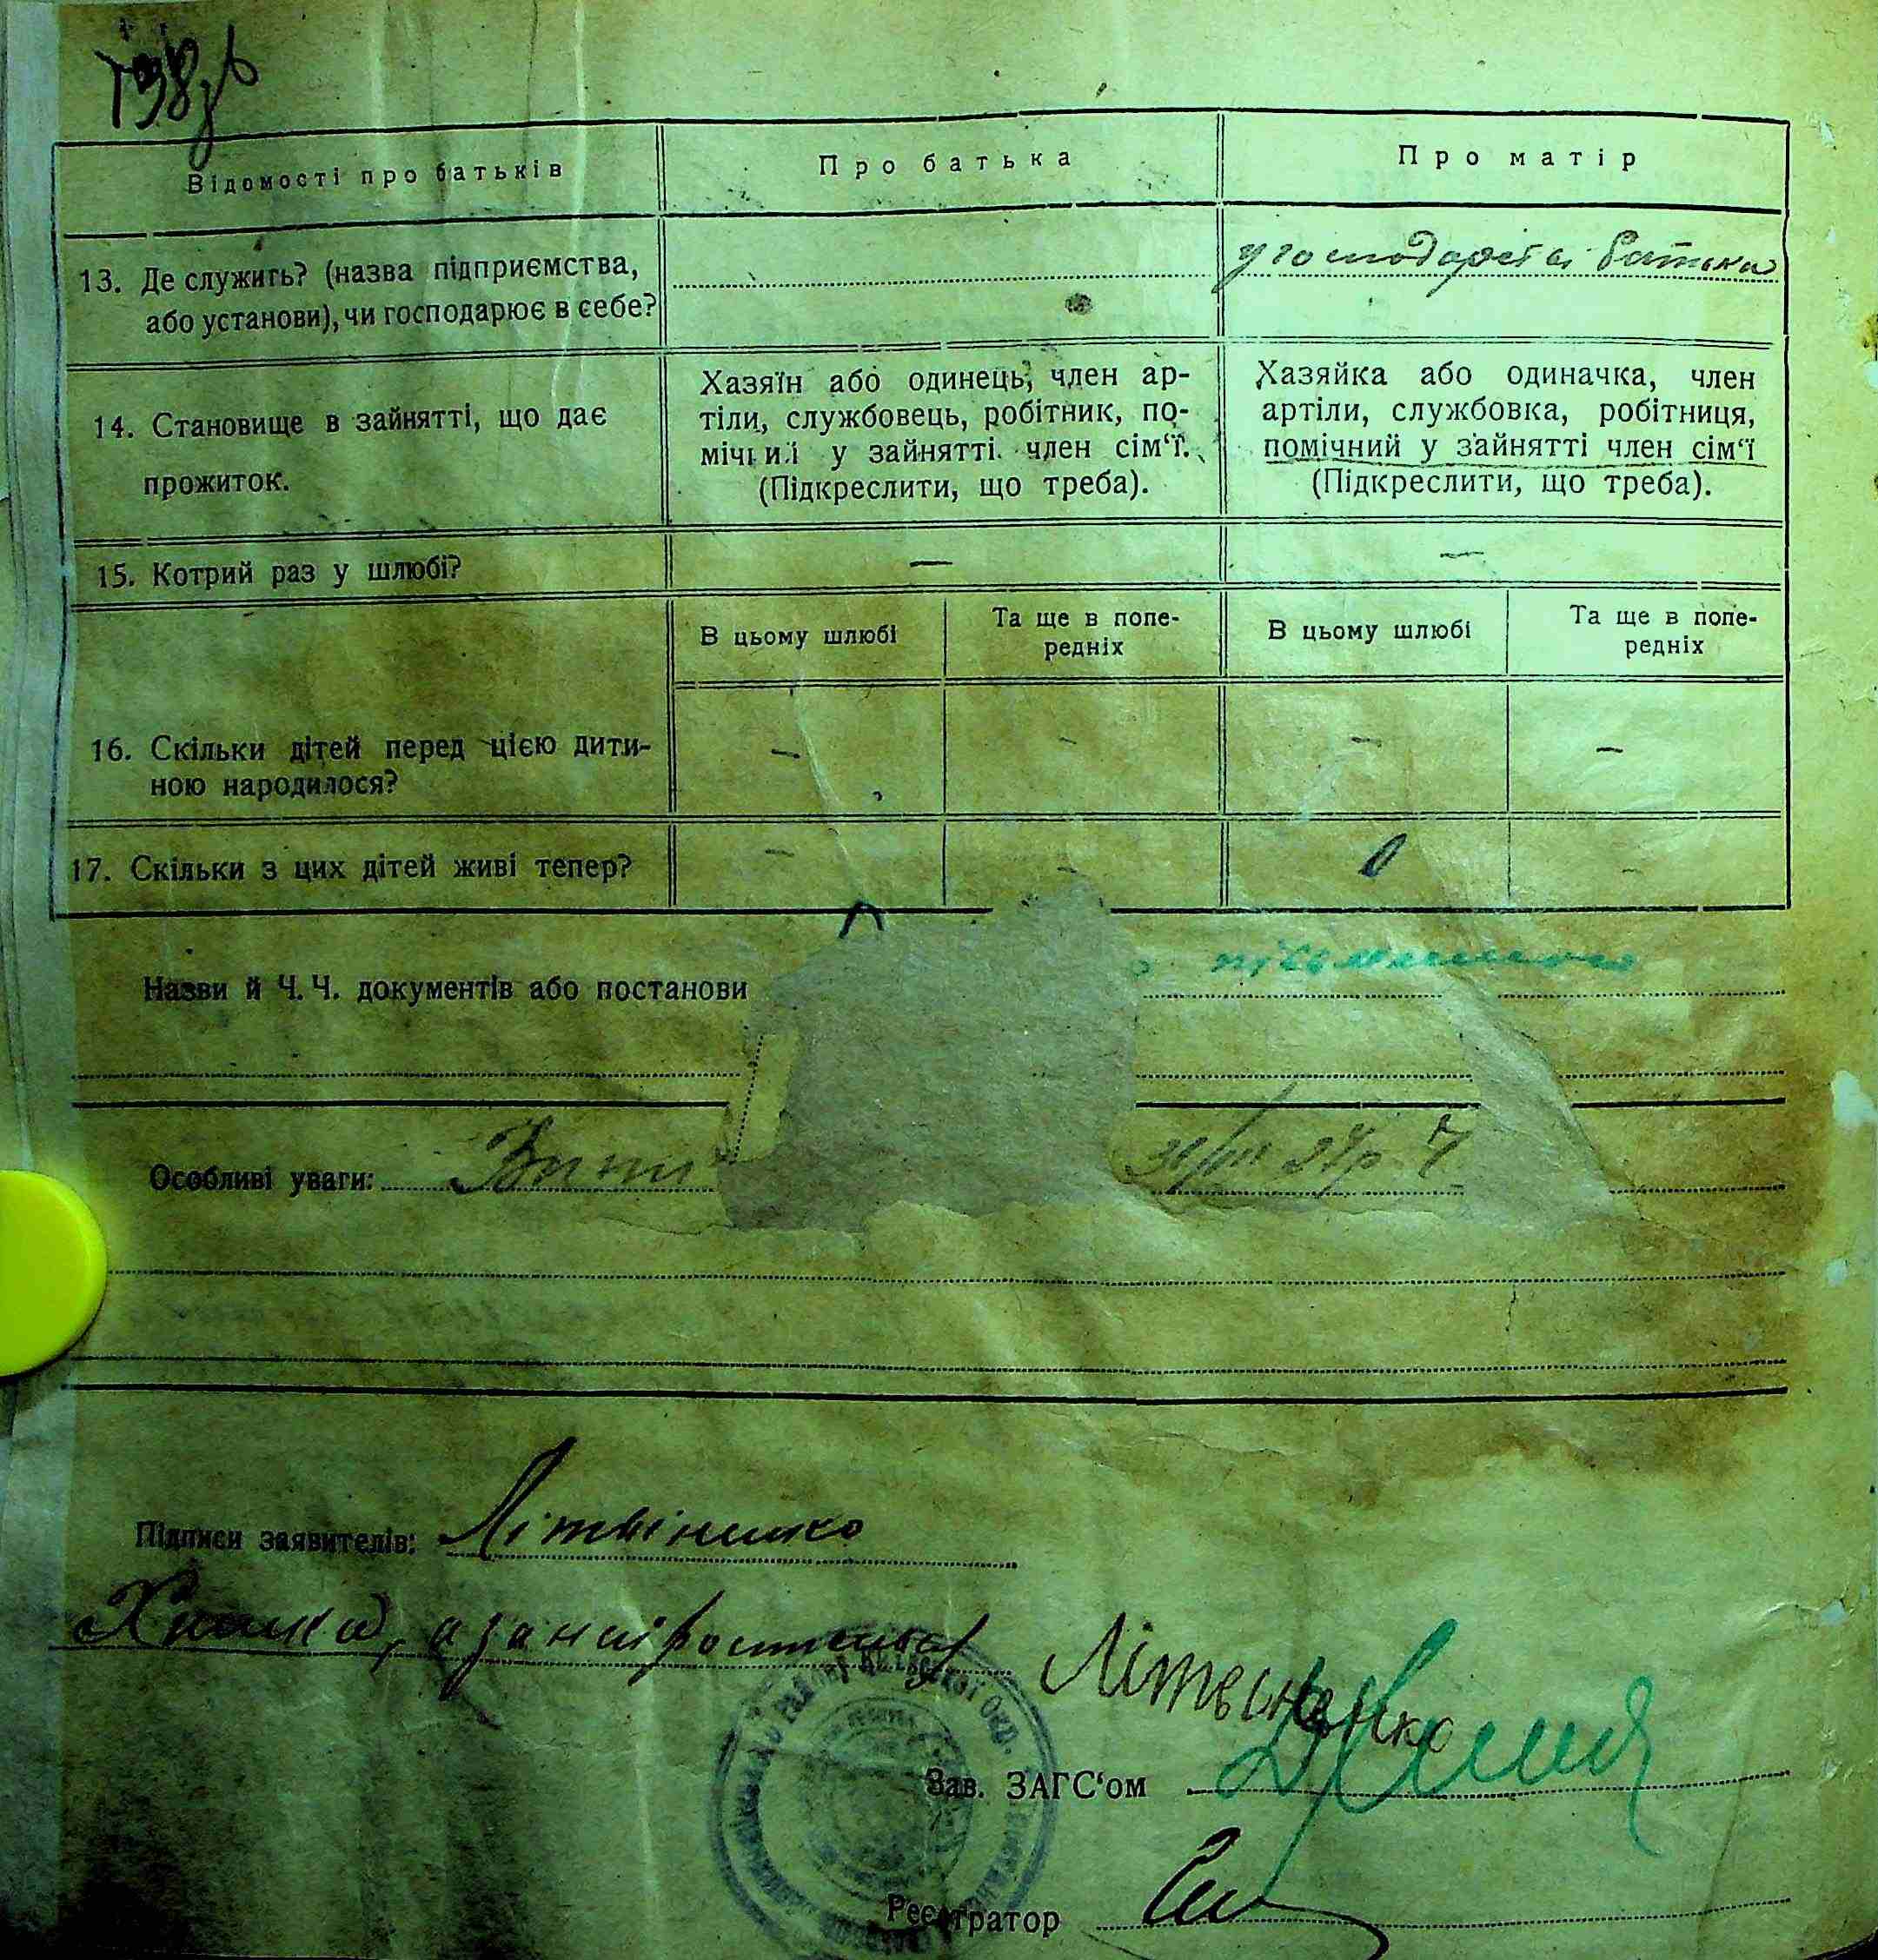 Відомості про батьків
Про батька
Про матір
13. Де служить? (назва підприємства,
або установи), чи господарює в себе?
у господарстві батька
14. Становище в зайнятті, що дає
прожиток.
Хазяїн або одинець, член ар-
тіли, службовець, робітник, по-
мічний у зайнятті член сім‘ї.
(Підкреслити, що треба).
Хазяйка або одиначка, член
артіли, службовка, робітниця,
помічний у зайнятті член сім‘ї
(Підкреслити, що треба).
15. Котрий раз у шлюбі?
—
—
В цьому шлюбі
Та ще в попе-
редніх
В цьому шлюбі
Та ще в попе-
редніх
16. Скільки дітей перед цією дити-
ною народилося?
–
–
–
–
17. Скільки з цих дітей живі тепер?
–
–
0
–
Назви й Ч. Ч. документів або постанови
Особливі уваги:
Підписи заявителів: Літвіненко
Літвіненко
Зав. ЗАГС‘ом
Реєстратор